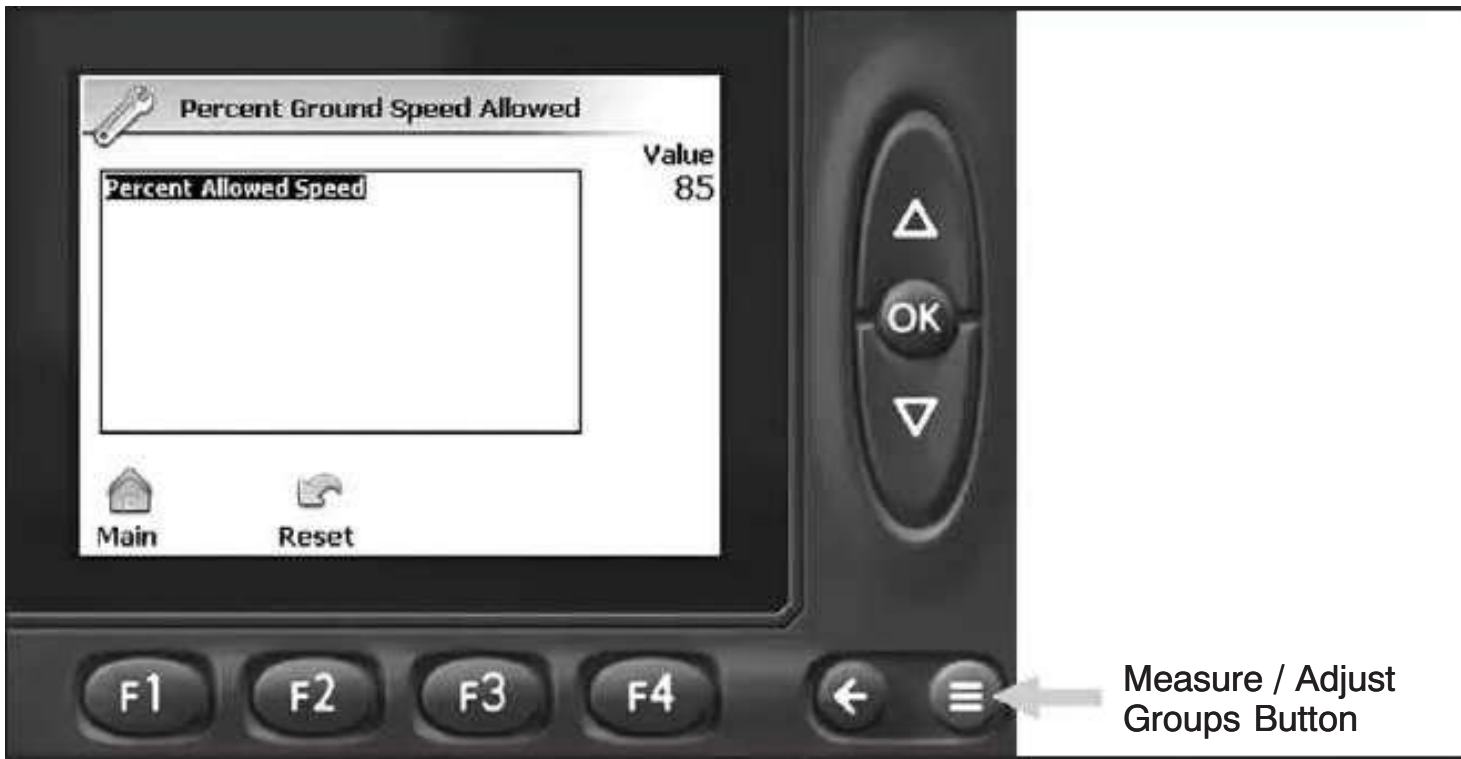 Percent Ground Speed Allowed
Value
Percent Allowed Speed
85
Main
Reset
OK
F1
F2
F3
F4
Measure / Adjust
Groups Button